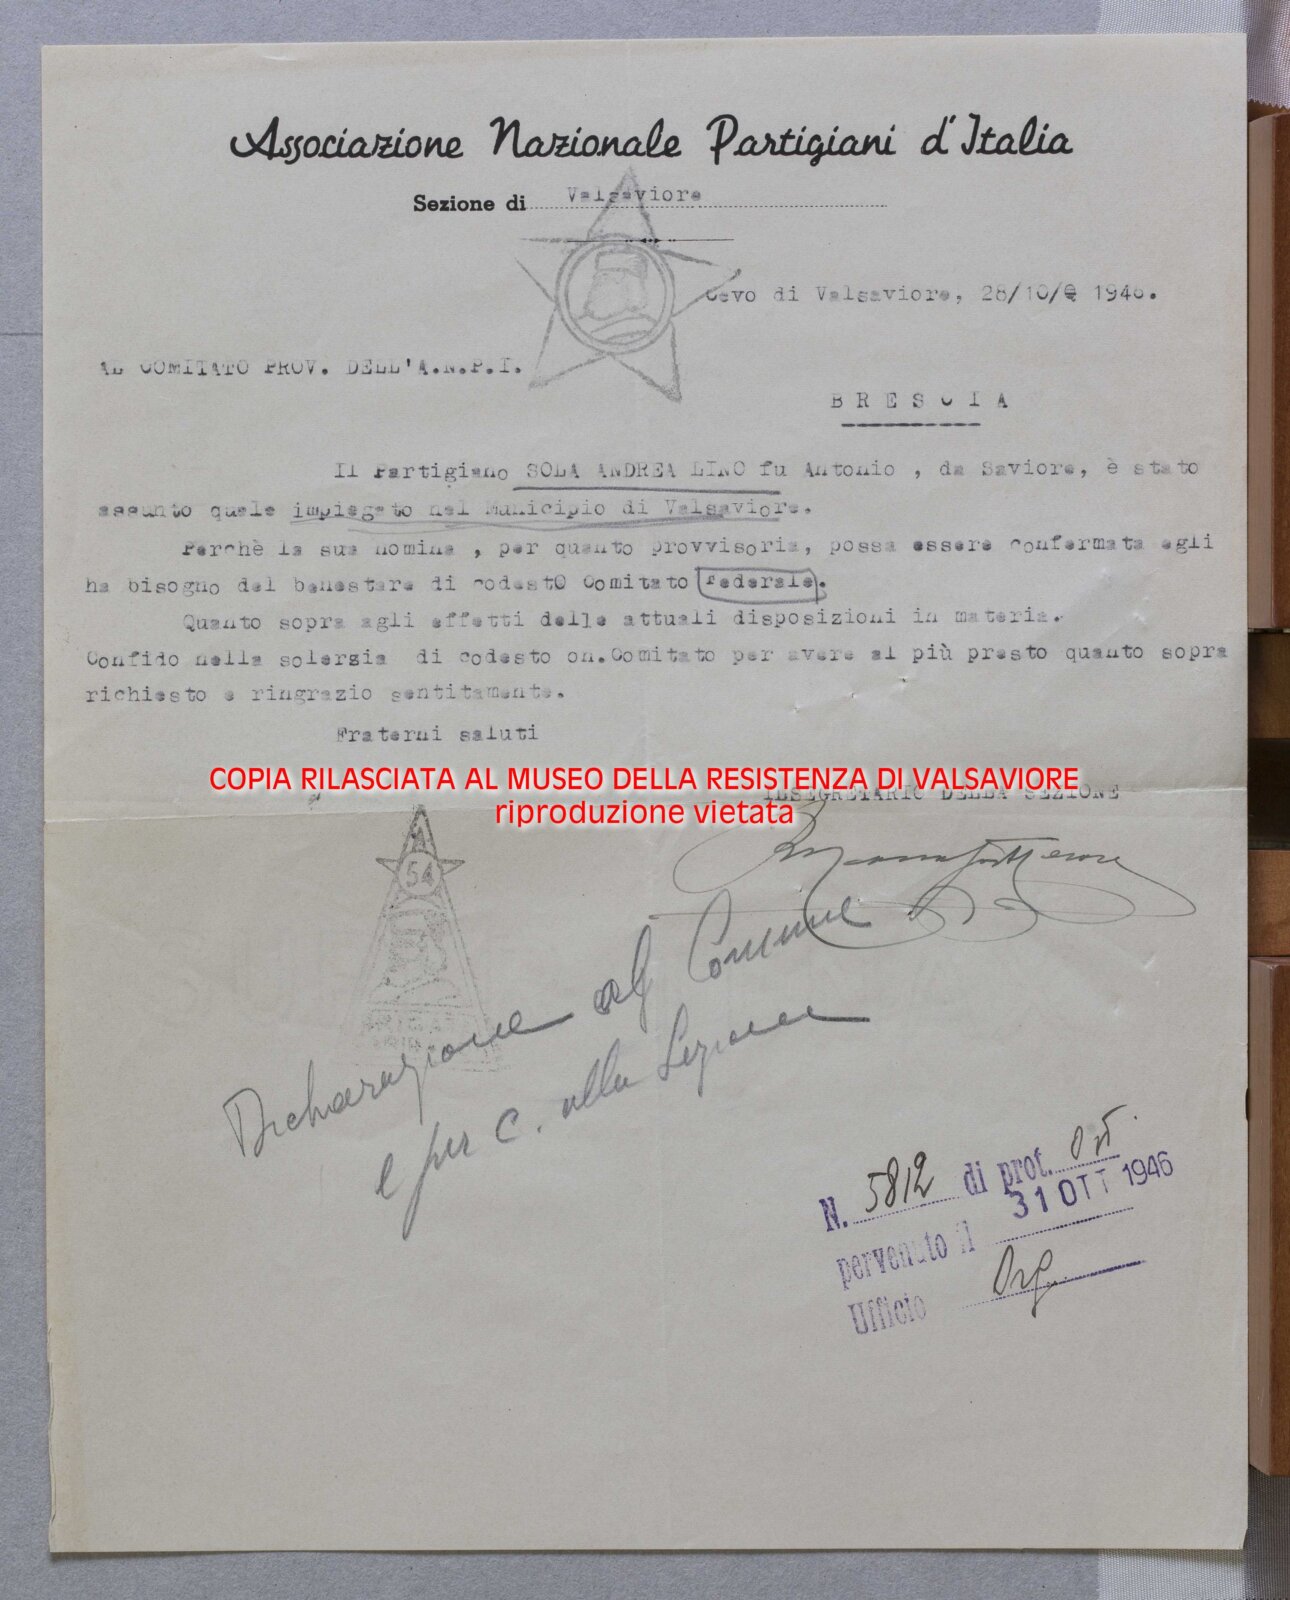 Associazione Nazionale Partigiani d'Italia
Sezione di Valsaviore
Cevo di Valsaviore, 28/10/ 1946.
AL COMITATO PROV. DELL'A.N.P.I.
B R E S C I A
Il Partigiano SOLA ANDREA LINO fu Antonio , da Saviore, è stato
assunto quale impiegato nel Municipio di Valsaviore.
Perchè la sua nomina , per quanto provvisoria, possa essere confermata egli
ha bisogno del benestare di codestO Comitato Federale.
Quanto sopra agli effetti delle attuali disposizioni in materia.
Confido nella solerzia di codesto on.Comitato per avere al più presto quanto sopra
richiesto e ringrazio sentitamente.
Fraterni saluti
COPIA RILASCIATA AL MUSEO DELLA RESISTENZA DI VALSAVIORE
riproduzione vietata
ILSEGRETARIO DELLA SEZIONE
54
Dichiarazione al Comune
e per c. alla Sezione
N. 5812 di prot.
pervenuto il 31 OTT 1946
Ufficio Org.